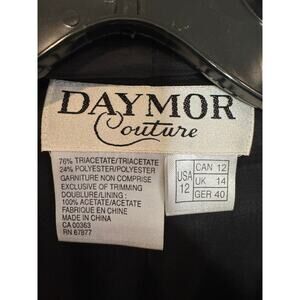 DAYMOR
Couture
76% TRIACETATE/TRIACETATE
24% POLYESTER/POLYESTER
GARNITURE NON COMPRISE
EXCLUSIVE OF TRIMMING
DOUBLURE/LINING:
100% ACETATE/ACETATE
FABRIQUE EN CHINE
MADE IN CHINA
CA 00363
RN 67877
USA 12
CAN 12
UK 14
GER 40